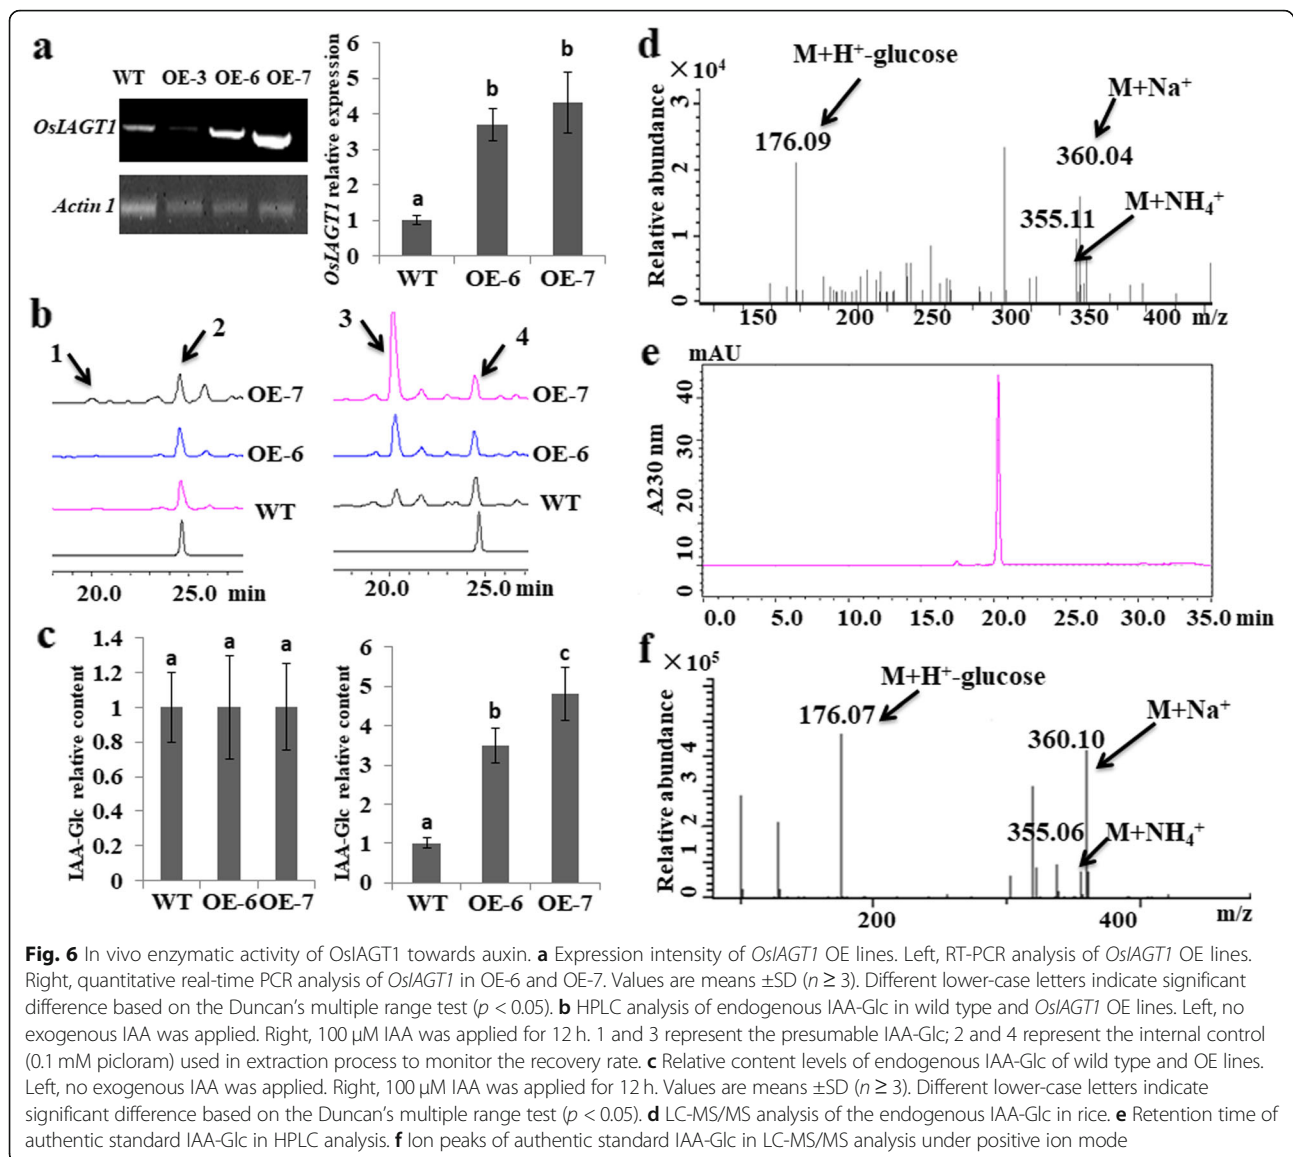 a
WT OE-3 OE-6 OE-7
OsIAGT1
Actin 1
OsIAGT1 relative expression
6
5
4
3
2
1
0
a
b
b
WT OE-6 OE-7
b
1
2
OE-7
OE-6
WT
20.0 25.0 min
3
4
OE-7
OE-6
WT
20.0 25.0 min
c
IAA-Glc relative content
1.4
1.2
1
0.8
0.6
0.4
0.2
0
a
a
a
WT OE-6 OE-7
IAA-Glc relative content
6
5
4
3
2
1
0
a
b
c
WT OE-6 OE-7
d
×10⁴
Relative abundance
3
2
1
0
M+H⁺-glucose
176.09
M+Na⁺
360.04
355.11
M+NH₄⁺
150 200 250 300 350 400 m/z
e
mAU
A230 nm
40
30
20
10
0
0.0 5.0 10.0 15.0 20.0 25.0 30.0 35.0 min
f
×10⁵
Relative abundance
4
3
2
1
0
M+H⁺-glucose
176.07
M+Na⁺
360.10
355.06
M+NH₄⁺
200 400 m/z
Fig. 6 In vivo enzymatic activity of OsIAGT1 towards auxin. a Expression intensity of OsIAGT1 OE lines. Left, RT-PCR analysis of OsIAGT1 OE lines.
Right, quantitative real-time PCR analysis of OsIAGT1 in OE-6 and OE-7. Values are means ±SD (n ≥ 3). Different lower-case letters indicate significant
difference based on the Duncan's multiple range test (p < 0.05). b HPLC analysis of endogenous IAA-Glc in wild type and OsIAGT1 OE lines. Left, no
exogenous IAA was applied. Right, 100 μM IAA was applied for 12 h. 1 and 3 represent the presumable IAA-Glc; 2 and 4 represent the internal control
(0.1 mM picloram) used in extraction process to monitor the recovery rate. c Relative content levels of endogenous IAA-Glc of wild type and OE lines.
Left, no exogenous IAA was applied. Right, 100 μM IAA was applied for 12 h. Values are means ±SD (n ≥ 3). Different lower-case letters indicate
significant difference based on the Duncan's multiple range test (p < 0.05). d LC-MS/MS analysis of the endogenous IAA-Glc in rice. e Retention time of
authentic standard IAA-Glc in HPLC analysis. f Ion peaks of authentic standard IAA-Glc in LC-MS/MS analysis under positive ion mode